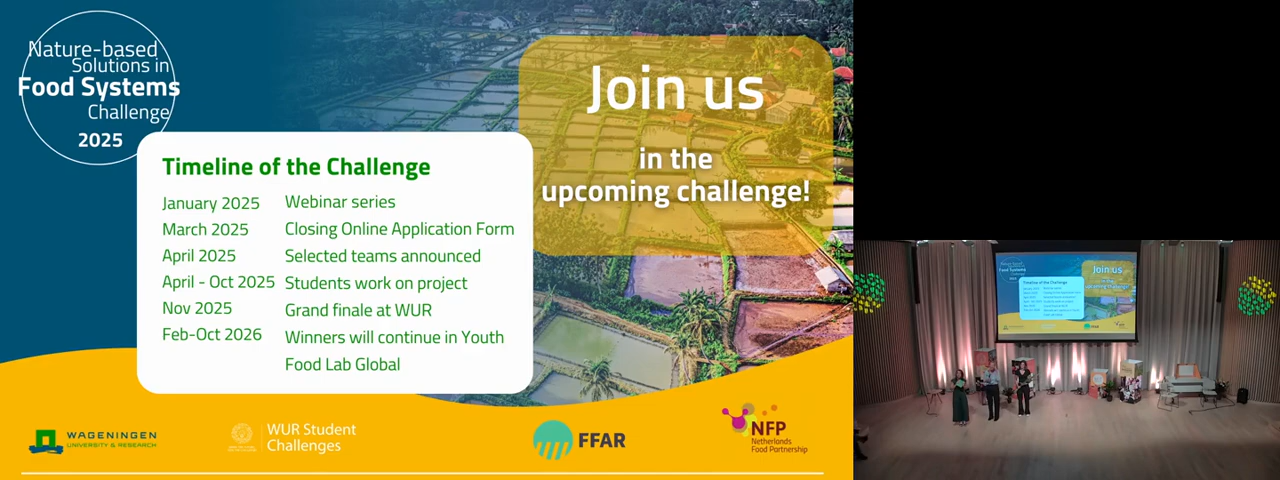 Nature-based
Solutions in
Food Systems
Challenge
2025
Join us
in the
upcoming challenge!
Timeline of the Challenge
January 2025 Webinar series
March 2025 Closing Online Application Form
April 2025 Selected teams announced
April - Oct 2025 Students work on project
Nov 2025 Grand finale at WUR
Feb-Oct 2026 Winners will continue in Youth
Food Lab Global
WAGENINGEN
UNIVERSITY & RESEARCH
WUR Student
Challenges
FFAR
NFP
Netherlands
Food Partnership
Join us